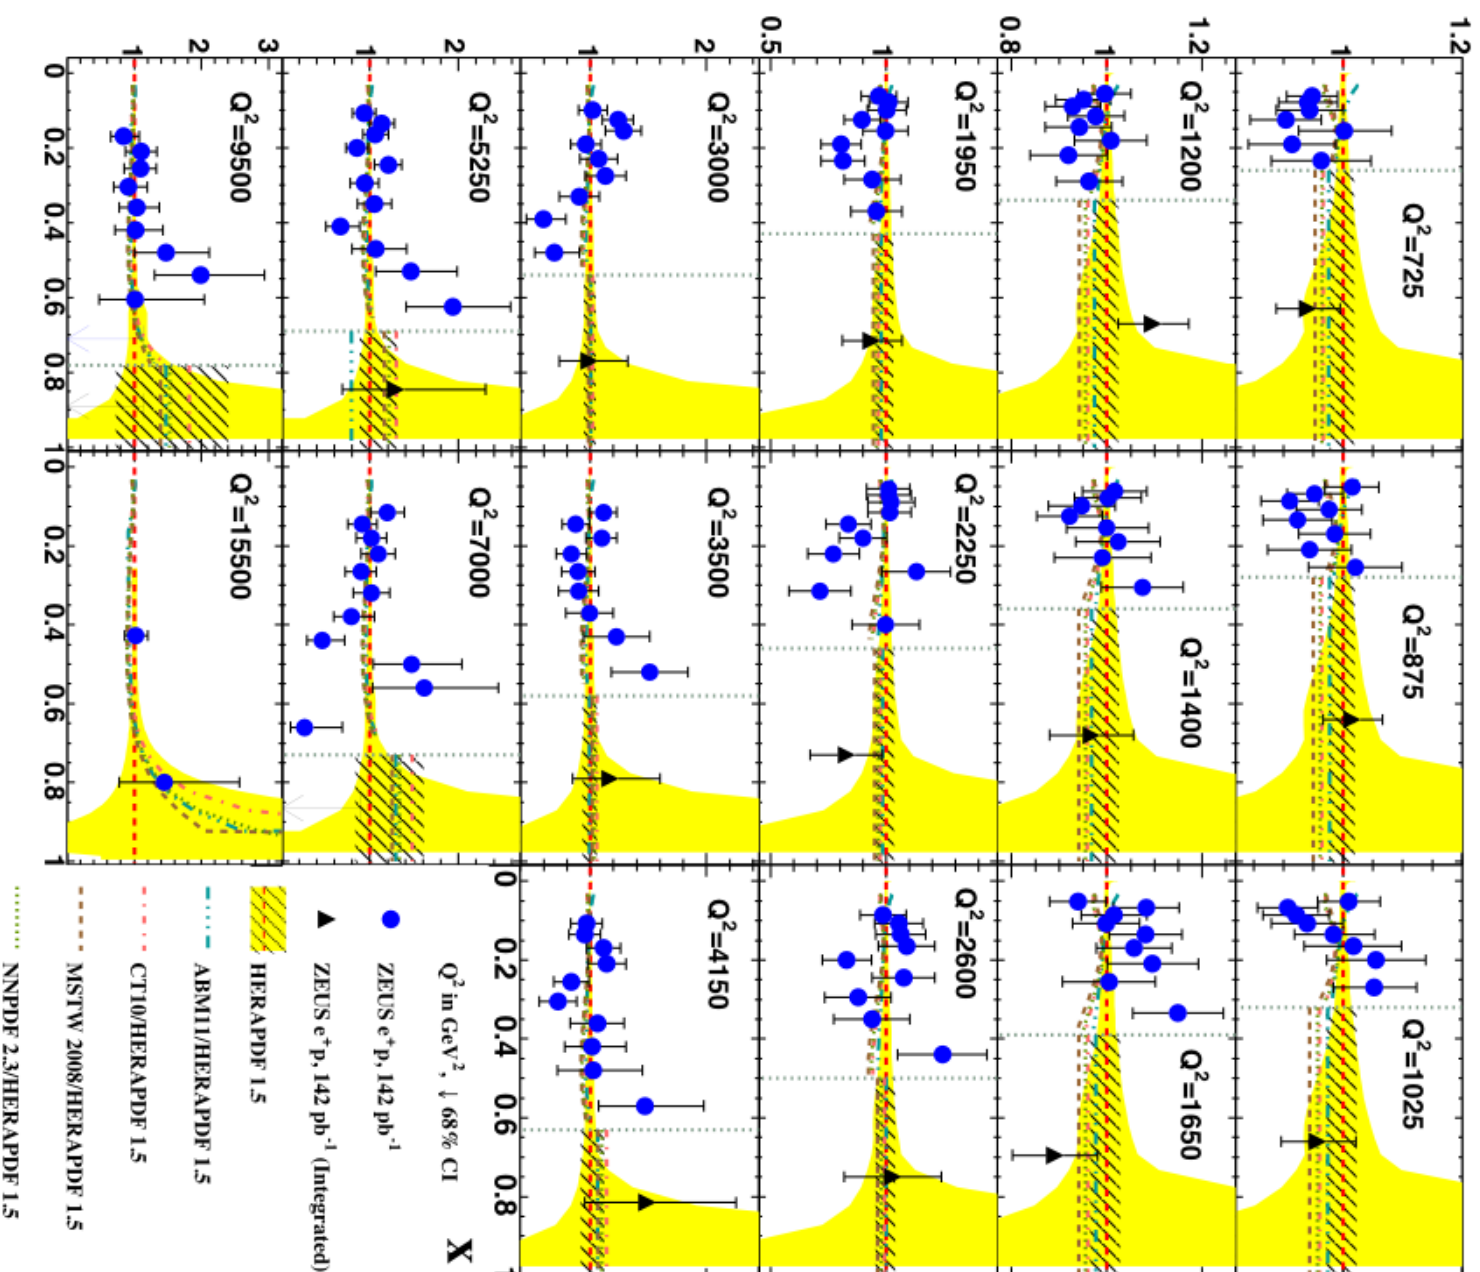 1.2
Q²=725
Q²=875
Q²=1025
1
1.2
Q²=1200
Q²=1400
Q²=1650
1
0.8
Q²=1950
Q²=22250
Q²=2600
1
0.5
2
Q²=3000
Q²=3500
Q²=4150
1
0 0.2 0.4 0.6 0.8
2
Q²=5250
Q²=7000
1
X
Q² in GeV², ↓ 68% CI
ZEUS e⁺p, 142 pb⁻¹
ZEUS e⁺p, 142 pb⁻¹ (Integrated)
HERAPDF 1.5
ABM11/HERAPDF 1.5
CT10/HERAPDF 1.5
MSTW 2008/HERAPDF 1.5
NNPDF 2.3/HERAPDF 1.5
3
Q²=9500
Q²=15500
2
1
0 0.2 0.4 0.6 0.8 1 0 0.2 0.4 0.6 0.8 1